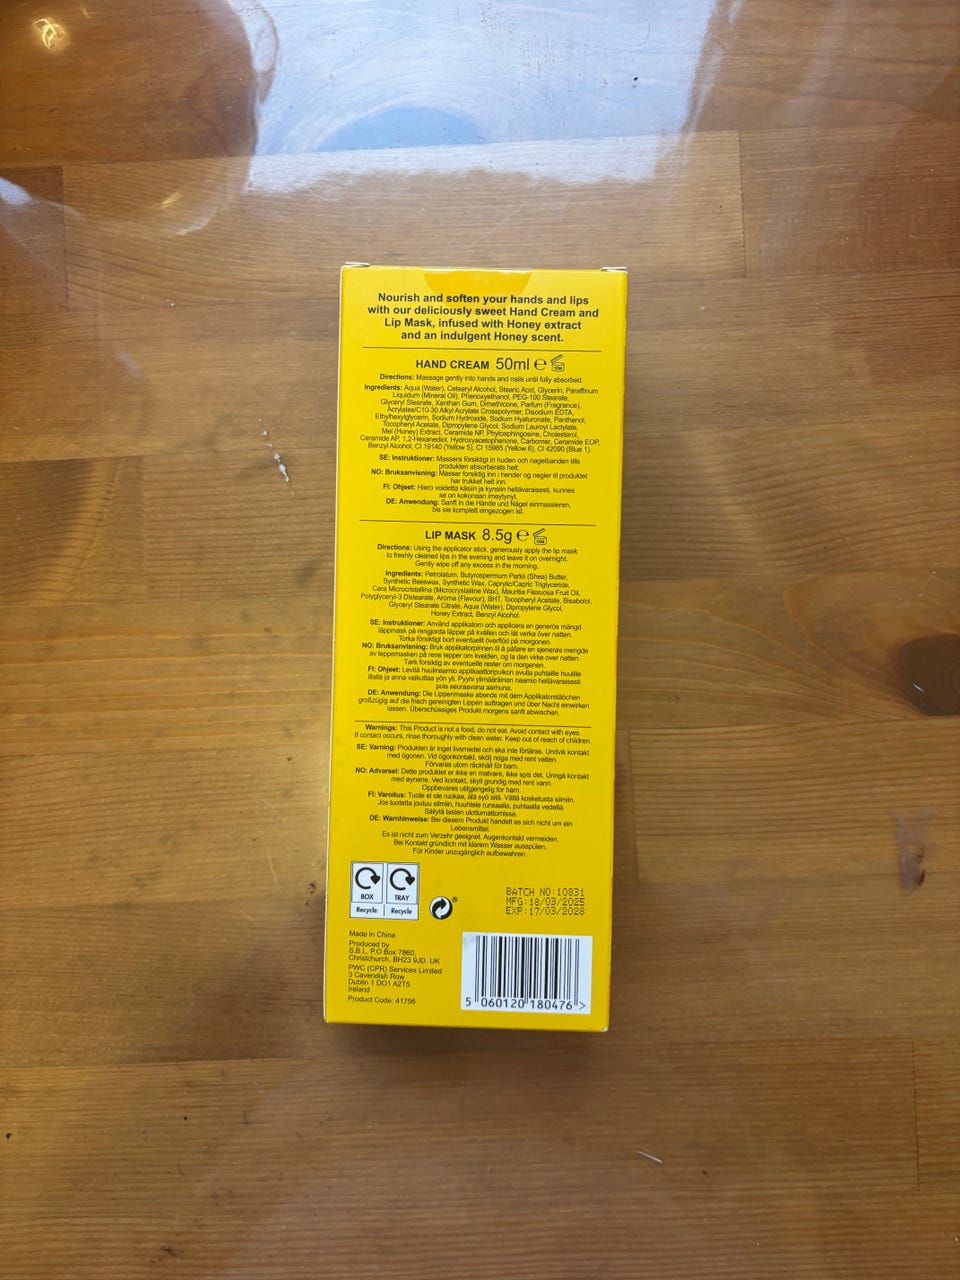 Nourish and soften your hands and lips
with our deliciously sweet Hand Cream and
Lip Mask, infused with Honey extract
and an indulgent Honey scent.
HAND CREAM 50ml ℮ 12M
Directions: Massage gently into hands and nails until fully absorbed.
Ingredients: Aqua (Water), Cetearyl Alcohol, Stearic Acid, Glycerin, Paraffinum
Liquidum (Mineral Oil), Phenoxyethanol, PEG-100 Stearate,
Glyceryl Stearate, Xanthan Gum, Dimethicone, Parfum (Fragrance),
Acrylates/C10-30 Alkyl Acrylate Crosspolymer, Disodium EDTA,
Ethylhexylglycerin, Sodium Hydroxide, Sodium Hyaluronate, Panthenol,
Tocopheryl Acetate, Dipropylene Glycol, Sodium Lauroyl Lactylate,
Mel (Honey) Extract, Ceramide NP, Phytosphingosine, Cholesterol,
Ceramide AP, 1,2-Hexanediol, Hydroxyacetophenone, Carbomer, Ceramide EOP,
Benzyl Alcohol, CI 19140 (Yellow 5), CI 15985 (Yellow 6), CI 42090 (Blue 1).
SE: Instruktioner: Massera försiktigt in huden och nagelbanden tills
produkten absorberats helt.
NO: Bruksanvisning: Masser forsiktig inn i hender og negler til produktet
har trukket helt inn.
FI: Ohjeet: Hiero voidetta käsiin ja kynsiin hellävaraisesti, kunnes
se on kokonaan imeytynyt.
DE: Anwendung: Sanft in die Hände und Nägel einmassieren,
bis sie komplett eingezogen ist.
LIP MASK 8.5g ℮ 12M
Directions: Using the applicator stick, generously apply the lip mask
to freshly cleaned lips in the evening and leave it on overnight.
Gently wipe off any excess in the morning.
Ingredients: Petrolatum, Butyrospermum Parkii (Shea) Butter,
Synthetic Beeswax, Synthetic Wax, Caprylic/Capric Triglyceride,
Cera Microcristallina (Microcrystalline Wax), Mauritia Flexuosa Fruit Oil,
Polyglyceryl-3 Distearate, Aroma (Flavour), BHT, Tocopheryl Acetate, Bisabolol,
Glyceryl Stearate Citrate, Aqua (Water), Dipropylene Glycol,
Honey Extract, Benzyl Alcohol.
SE: Instruktioner: Använd applikatorn och applicera en generös mängd
läppmask på rengjorda läppar på kvällen och låt verka över natten.
Torka försiktigt bort eventuellt överflöd på morgonen.
NO: Bruksanvisning: Bruk applikatorpinnen til å påføre en sjenerøs mengde
av leppemasken på rene lepper om kvelden, og la den virke over natten.
Tørk forsiktig av eventuelle rester om morgenen.
FI: Ohjeet: Levitä huulinaamio applikaattoripuikon avulla puhtaille huulille
illalla ja anna vaikuttaa yön yli. Pyyhi ylimääräinen naamio hellävaraisesti
pois seuraavana aamuna.
DE: Anwendung: Die Lippenmaske abends mit dem Applikatorstäbchen
großzügig auf die frisch gereinigten Lippen auftragen und über Nacht einwirken
lassen. Überschüssiges Produkt morgens sanft abwischen.
Warnings: This Product is not a food, do not eat. Avoid contact with eyes.
If contact occurs, rinse thoroughly with clean water. Keep out of reach of children.
SE: Varning: Produkten är inget livsmedel och ska inte förtäras. Undvik kontakt
med ögonen. Vid ögonkontakt, skölj noga med rent vatten.
Förvaras utom räckhåll för barn.
NO: Advarsel: Dette produktet er ikke en matvare, ikke spis det. Unngå kontakt
med øynene. Ved kontakt, skyll grundig med rent vann.
Oppbevares utilgjengelig for barn.
FI: Varoitus: Tuote ei ole ruokaa, älä syö sitä. Vältä kosketusta silmiin.
Jos tuotetta joutuu silmiin, huuhtele runsaalla, puhtaalla vedellä.
Säilytä lasten ulottumattomissa.
DE: Warnhinweise: Bei diesem Produkt handelt es sich nicht um ein
Lebensmittel.
Es ist nicht zum Verzehr geeignet. Augenkontakt vermeiden.
Bei Kontakt gründlich mit klarem Wasser ausspülen.
Für Kinder unzugänglich aufbewahren.
BOX TRAY
Recycle Recycle
®
BATCH NO:10831
MFG:18/03/2025
EXP:17/03/2028
Made in China
Produced by
S.B.L, P.O Box 7860,
Christchurch, BH23 9JD. UK
PWC (CPR) Services Limited
3 Cavendish Row
Dublin 1 DO1 A2T5
Ireland
Product Code: 41756
5 060120 180476 >